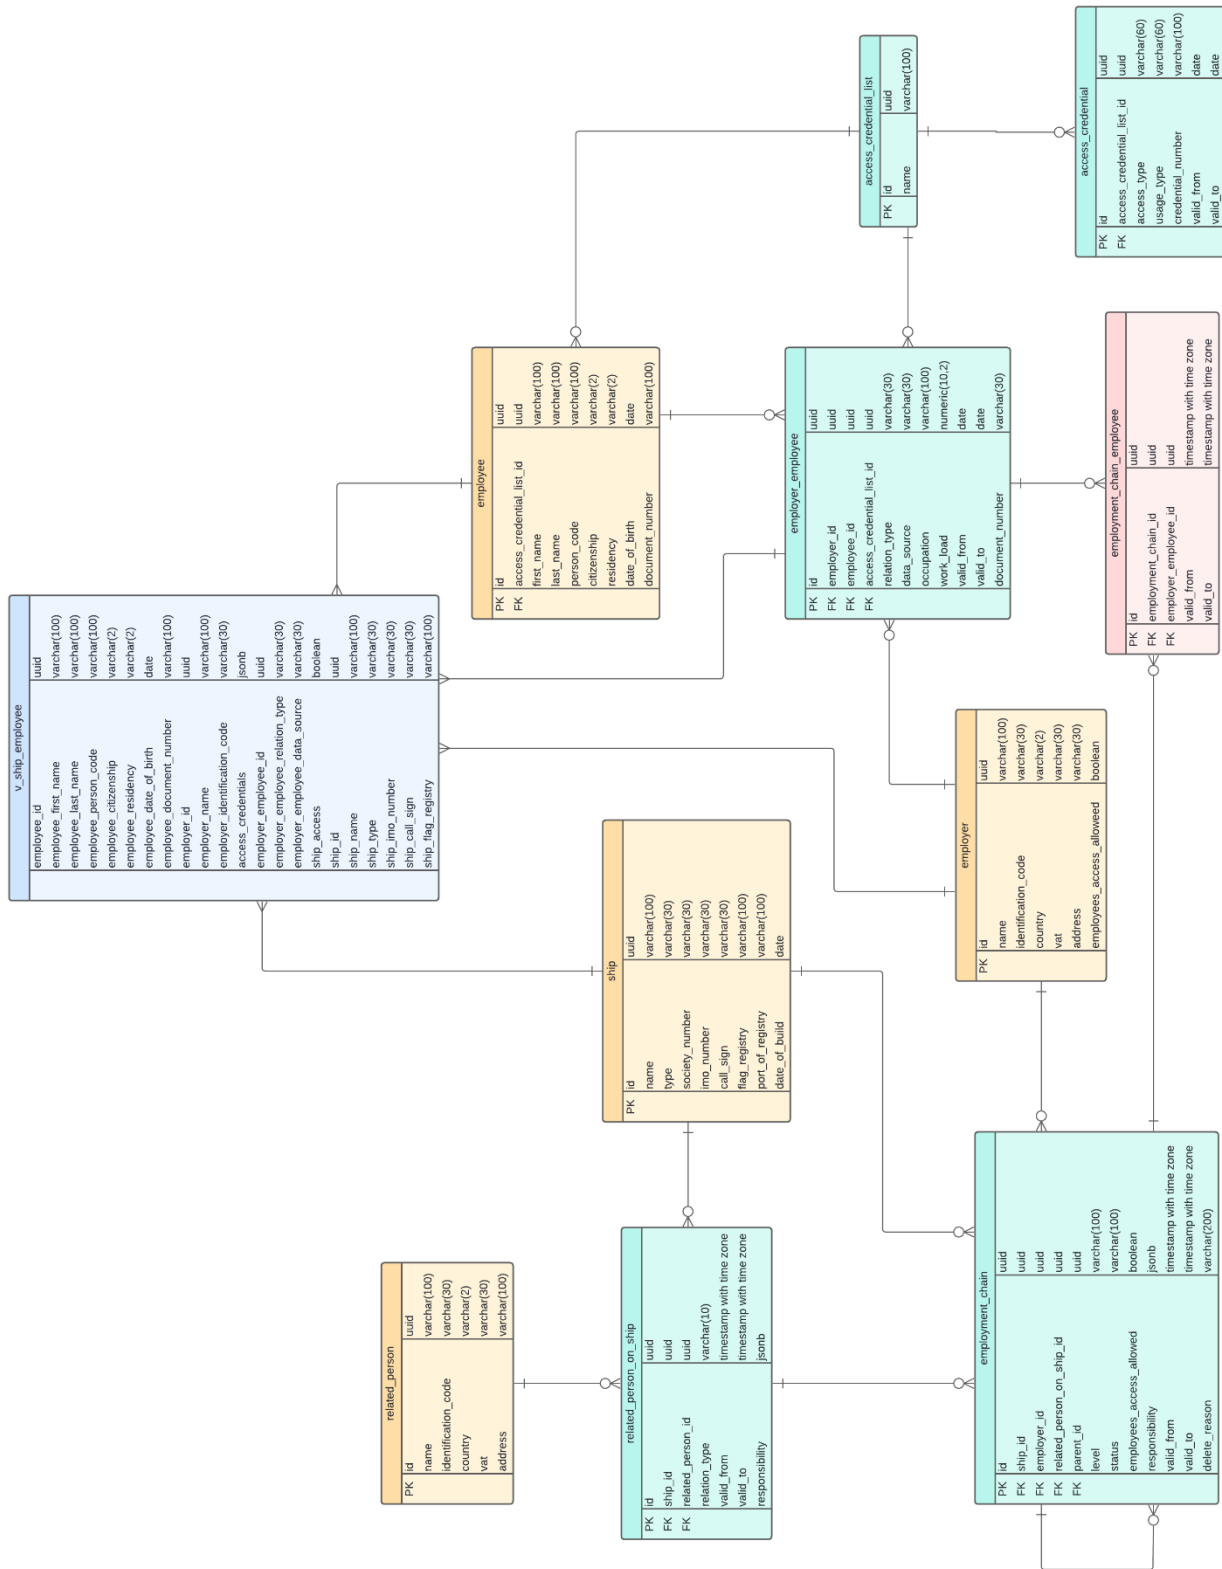 v_ship_employee
employee_id uuid
employee_first_name varchar(100)
employee_last_name varchar(100)
employee_person_code varchar(100)
employee_citizenship varchar(2)
employee_residency varchar(2)
employee_date_of_birth date
employee_document_number varchar(100)
employer_id uuid
employer_name varchar(100)
employer_identification_code varchar(30)
access_credentials jsonb
employer_employee_id uuid
employer_employee_relation_type varchar(30)
employer_employee_data_source varchar(30)
ship_access boolean
ship_id uuid
ship_name varchar(100)
ship_type varchar(30)
ship_imo_number varchar(30)
ship_call_sign varchar(30)
ship_flag_registry varchar(100)
related_person
PK id uuid
name varchar(100)
identification_code varchar(30)
country varchar(2)
vat varchar(30)
address varchar(100)
employee
PK id uuid
FK access_credential_list_id uuid
first_name varchar(100)
last_name varchar(100)
person_code varchar(100)
citizenship varchar(2)
residency varchar(2)
date_of_birth date
document_number varchar(100)
ship
PK id uuid
name varchar(100)
type varchar(30)
society_number varchar(30)
imo_number varchar(30)
call_sign varchar(30)
flag_registry varchar(100)
port_of_registry varchar(100)
date_of_build date
related_person_on_ship
PK id uuid
FK ship_id uuid
FK related_person_id uuid
relation_type varchar(10)
valid_from timestamp with time zone
valid_to timestamp with time zone
responsibility jsonb
employer_employee
PK id uuid
FK employer_id uuid
FK employee_id uuid
FK access_credential_list_id uuid
relation_type varchar(30)
data_source varchar(30)
occupation varchar(100)
work_load numeric(10,2)
valid_from date
valid_to date
document_number varchar(30)
access_credential_list
PK id uuid
name varchar(100)
employer
PK id uuid
name varchar(100)
identification_code varchar(30)
country varchar(2)
vat varchar(30)
address varchar(30)
employees_access_alloweed boolean
employment_chain
PK id uuid
FK ship_id uuid
FK employer_id uuid
FK related_person_on_ship_id uuid
FK parent_id uuid
level varchar(100)
status varchar(100)
employees_access_allowed boolean
responsibility jsonb
valid_from timestamp with time zone
valid_to timestamp with time zone
delete_reason varchar(200)
access_credential
PK id uuid
FK access_credential_list_id uuid
access_type varchar(60)
usage_type varchar(60)
credential_number varchar(100)
valid_from date
valid_to date
employment_chain_employee
PK id uuid
FK employment_chain_id uuid
FK employer_employee_id uuid
valid_from timestamp with time zone
valid_to timestamp with time zone